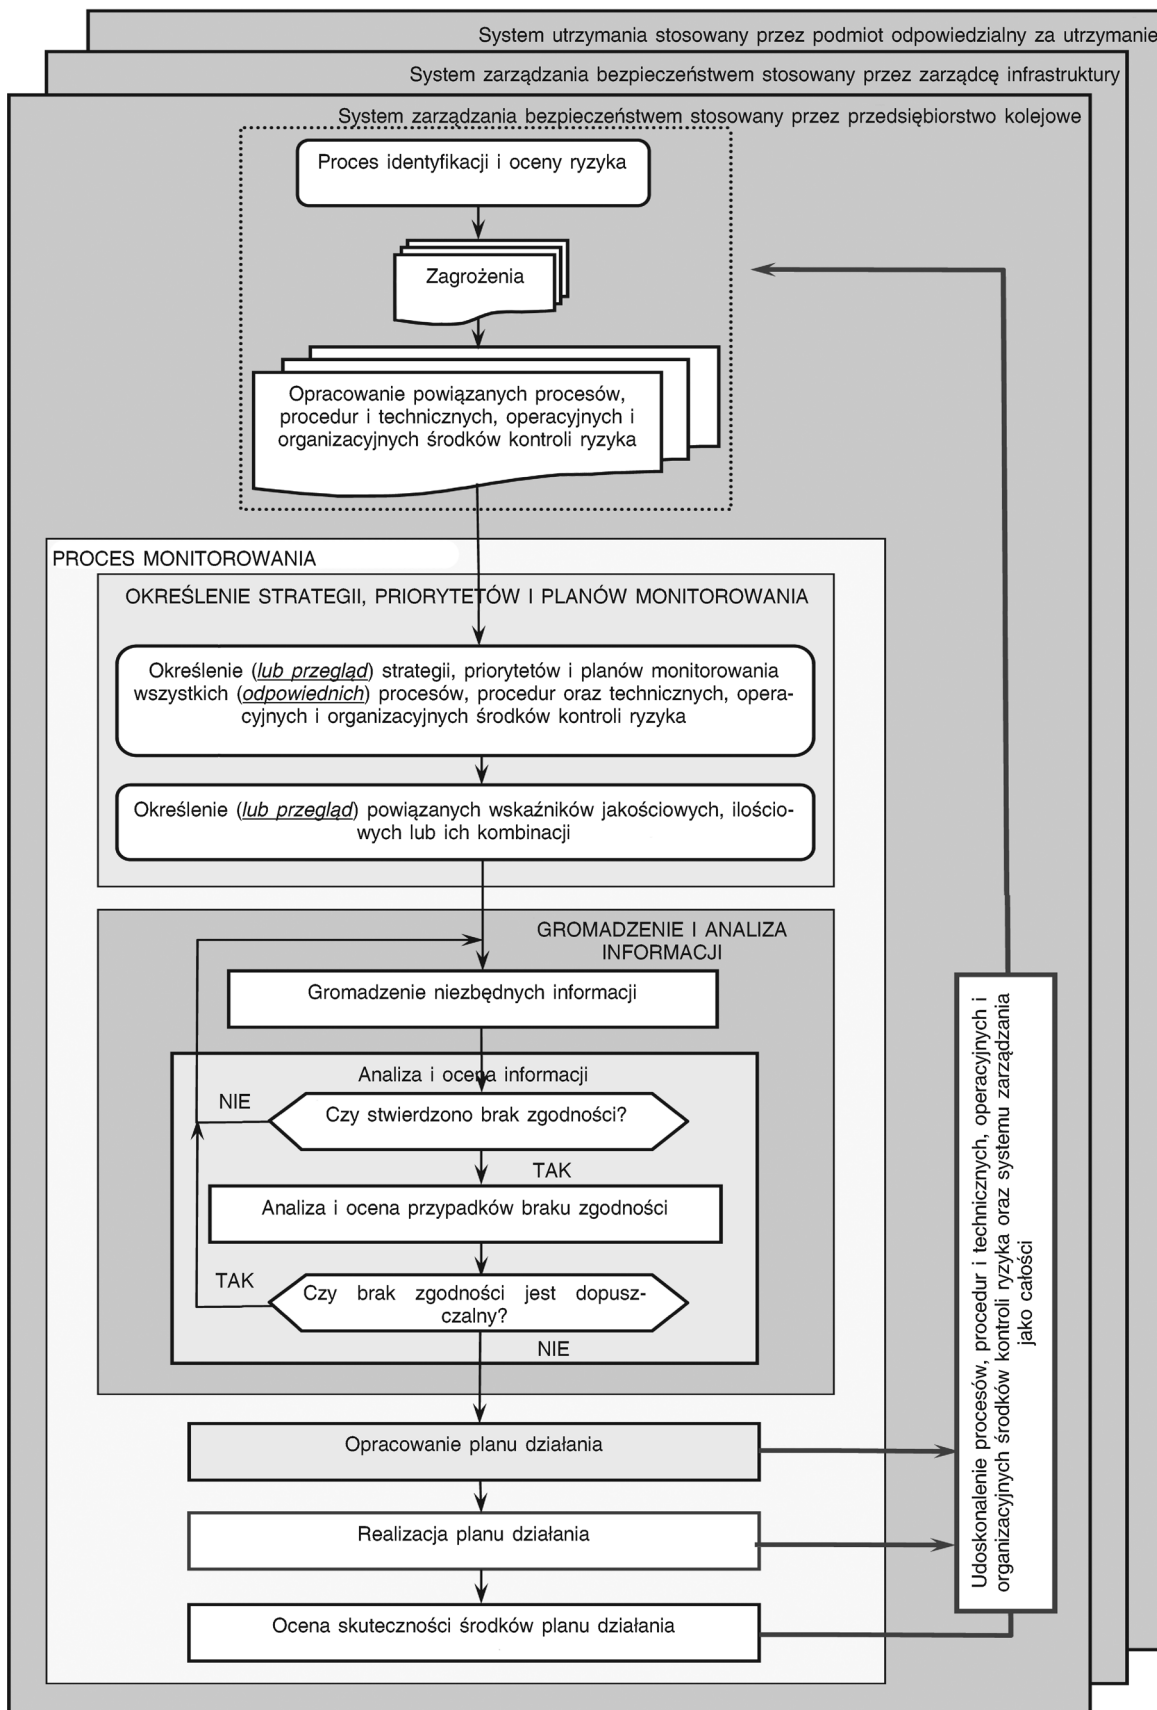 System utrzymania stosowany przez podmiot odpowiedzialny za utrzymanie
System zarządzania bezpieczeństwem stosowany przez zarządcę infrastruktury
System zarządzania bezpieczeństwem stosowany przez przedsiębiorstwo kolejowe
Proces identyfikacji i oceny ryzyka
Zagrożenia
Opracowanie powiązanych procesów,
procedur i technicznych, operacyjnych i
organizacyjnych środków kontroli ryzyka
PROCES MONITOROWANIA
OKREŚLENIE STRATEGII, PRIORYTETÓW I PLANÓW MONITOROWANIA
Określenie (lub przegląd) strategii, priorytetów i planów monitorowania
wszystkich (odpowiednich) procesów, procedur oraz technicznych, opera-
cyjnych i organizacyjnych środków kontroli ryzyka
Określenie (lub przegląd) powiązanych wskaźników jakościowych, ilościo-
wych lub ich kombinacji
GROMADZENIE I ANALIZA
INFORMACJI
Gromadzenie niezbędnych informacji
Analiza i ocena informacji
NIE
Czy stwierdzono brak zgodności?
TAK
Analiza i ocena przypadków braku zgodności
TAK
Czy brak zgodności jest dopusz-
czalny?
NIE
Opracowanie planu działania
Realizacja planu działania
Ocena skuteczności środków planu działania
Udoskonalenie procesów, procedur i technicznych, operacyjnych i
organizacyjnych środków kontroli ryzyka oraz systemu zarządzania
jako całości